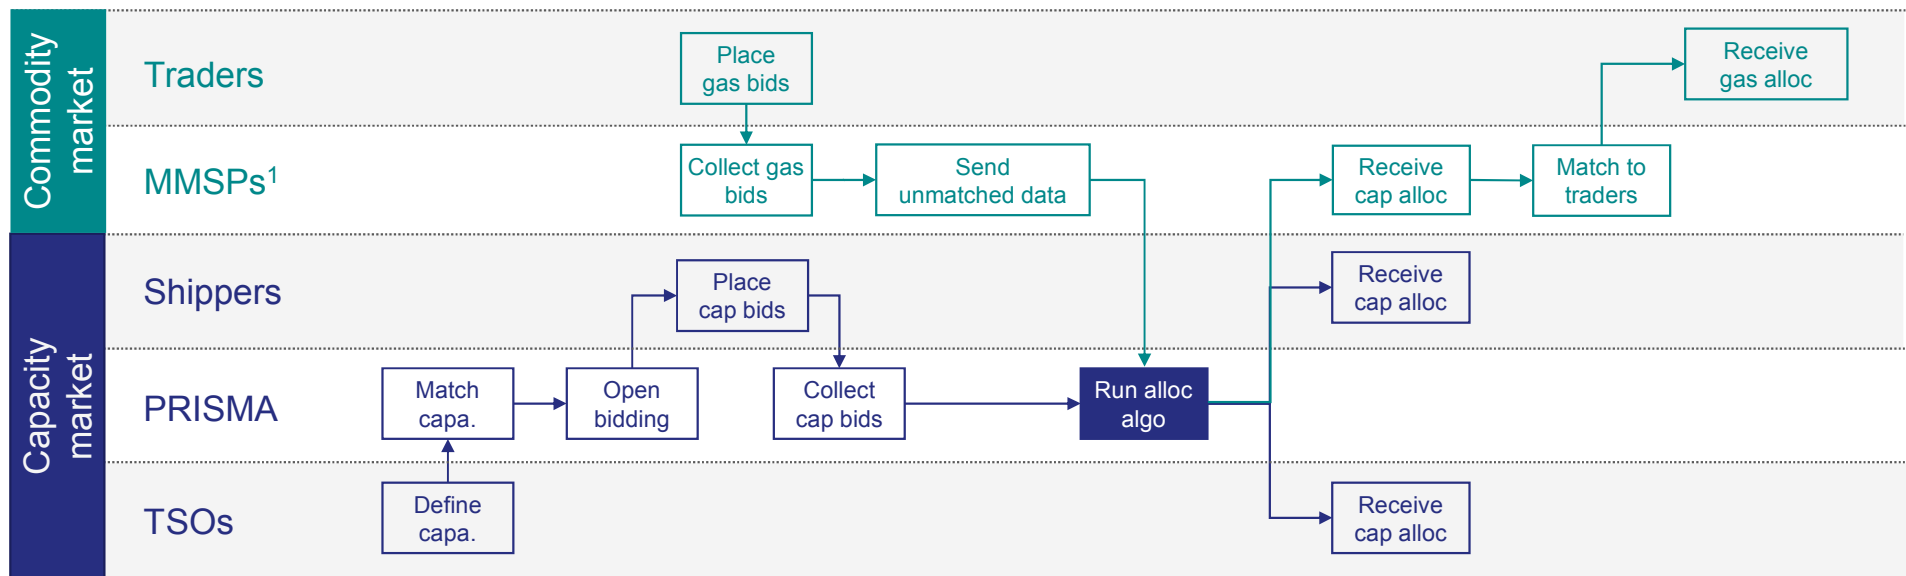 Commodity
market
Traders
Place
gas bids
Receive
gas alloc
MMSPs¹
Collect gas
bids
Send
unmatched data
Receive
cap alloc
Match to
traders
Capacity
market
Shippers
Place
cap bids
Receive
cap alloc
PRISMA
Match
capa.
Open
bidding
Collect
cap bids
Run alloc
algo
TSOs
Define
capa.
Receive
cap alloc